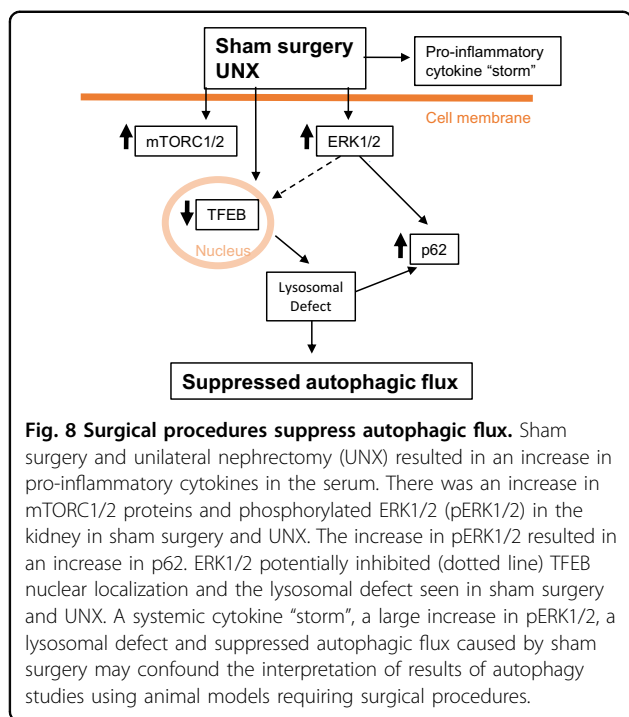 Sham surgery
UNX
Pro-inflammatory
cytokine “storm”
Cell membrane
mTORC1/2
ERK1/2
TFEB
Nucleus
p62
Lysosomal
Defect
Suppressed autophagic flux
Fig. 8 Surgical procedures suppress autophagic flux. Sham
surgery and unilateral nephrectomy (UNX) resulted in an increase in
pro-inflammatory cytokines in the serum. There was an increase in
mTORC1/2 proteins and phosphorylated ERK1/2 (pERK1/2) in the
kidney in sham surgery and UNX. The increase in pERK1/2 resulted in
an increase in p62. ERK1/2 potentially inhibited (dotted line) TFEB
nuclear localization and the lysosomal defect seen in sham surgery
and UNX. A systemic cytokine “storm”, a large increase in pERK1/2, a
lysosomal defect and suppressed autophagic flux caused by sham
surgery may confound the interpretation of results of autophagy
studies using animal models requiring surgical procedures.